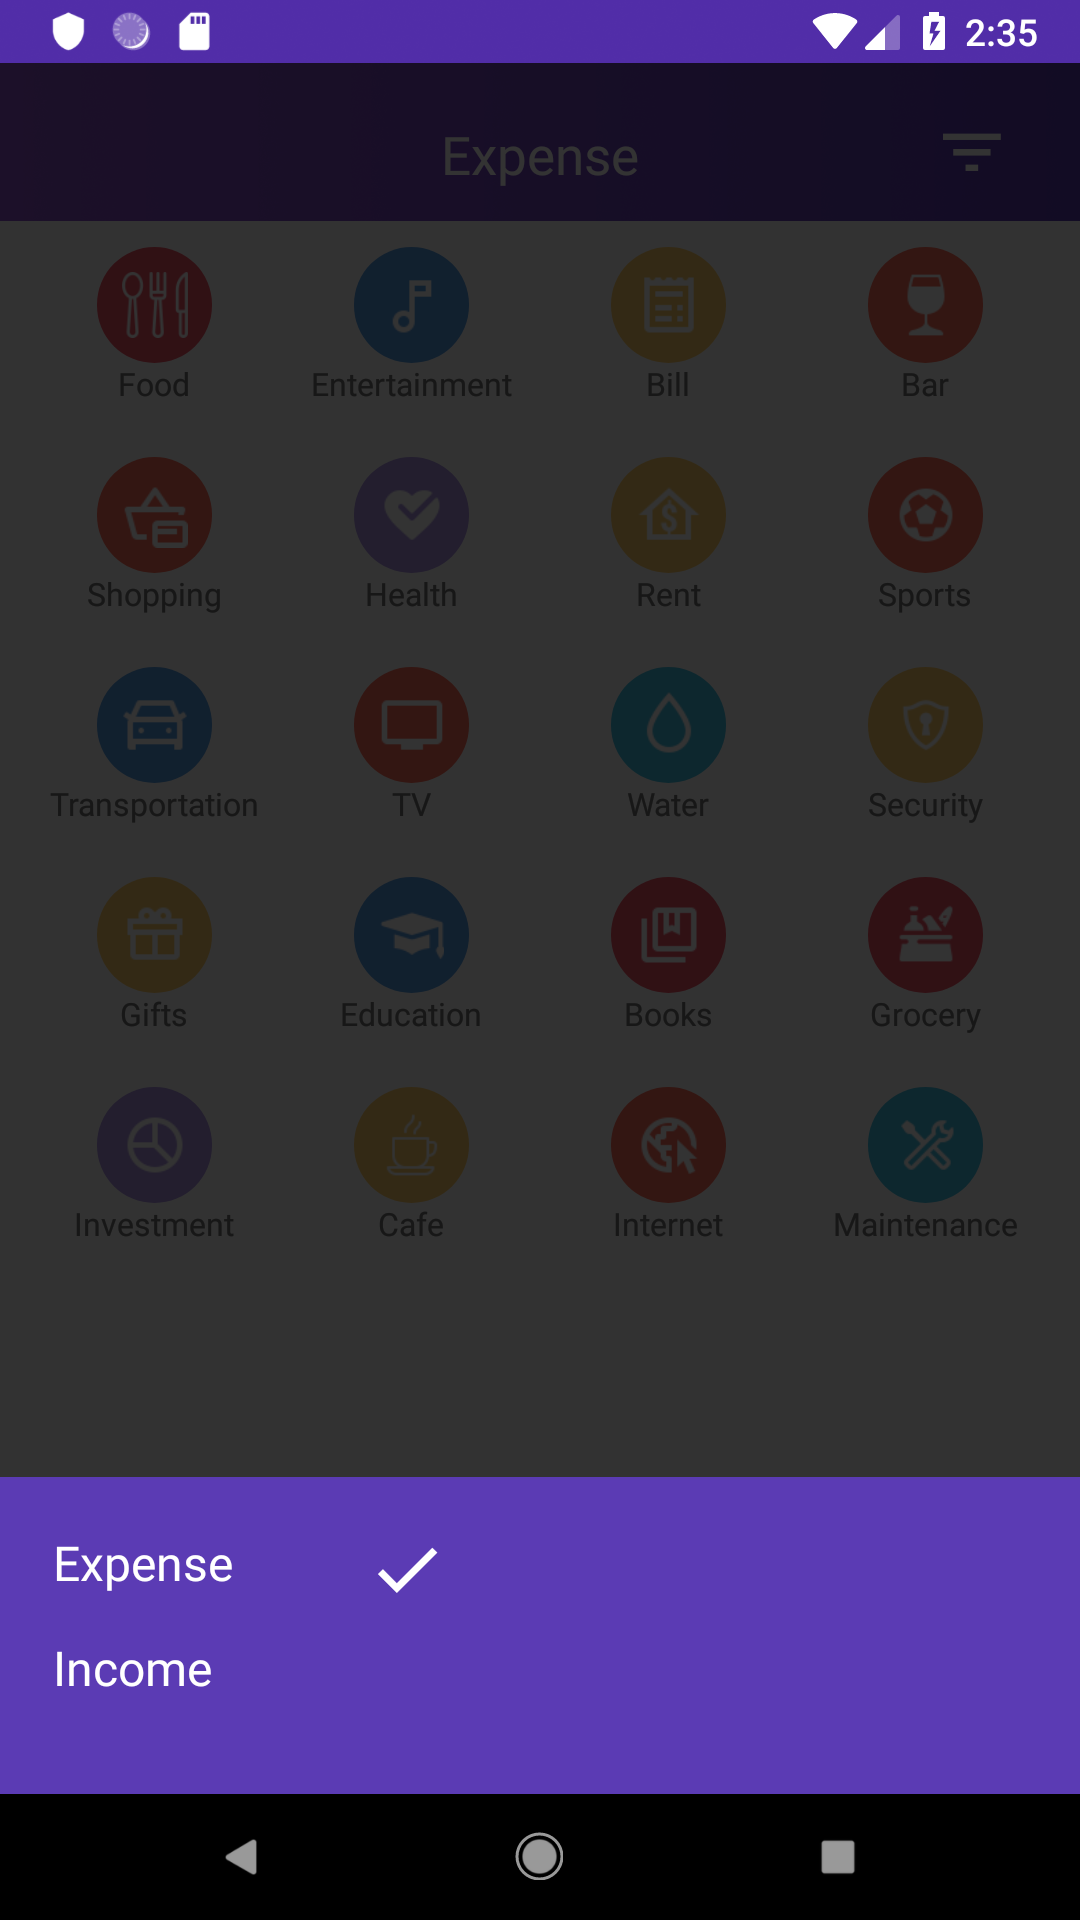 2:35
Expense
Food Entertainment Bill Bar
Shopping Health Rent Sports
Transportation TV Water Security
Gifts Education Books Grocery
Investment Cafe Internet Maintenance
Expense
Income